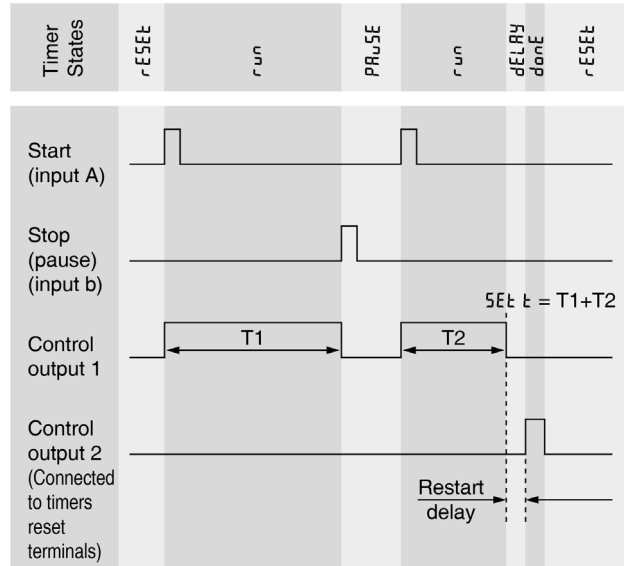 Timer
States
rESEt
run
PAuSE
run
dELAY
donE
rESEt
Start
(input A)
Stop
(pause)
(input b)
SEt t = T1+T2
Control
output 1
T1
T2
Control
output 2
(Connected
to timers
reset
terminals)
Restart
delay